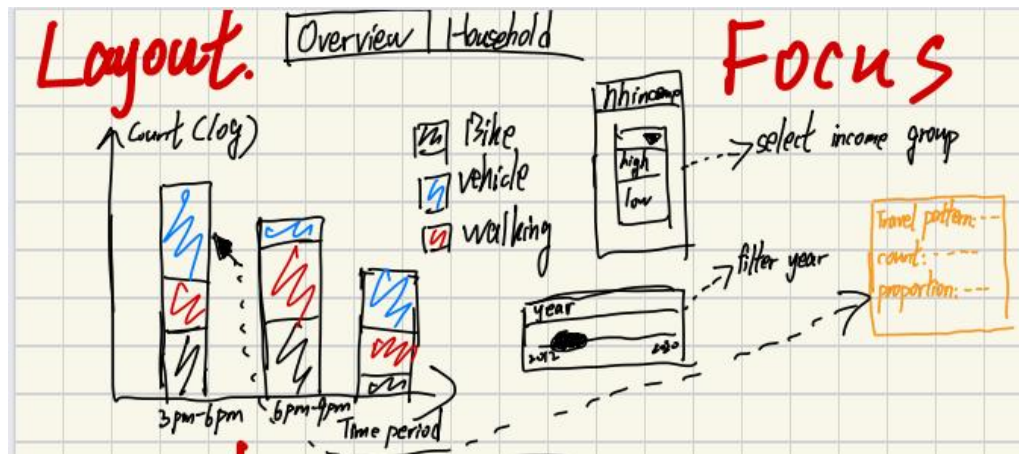 Layout.
Overview | Household
Focus
Count (log)
Bike
vehicle
walking
hhincome
high
low
select income group
year
2012
2020
filter year
Travel pattern: ---
count: -----
proportion: ---
3pm-6pm
6pm-9pm
Time period